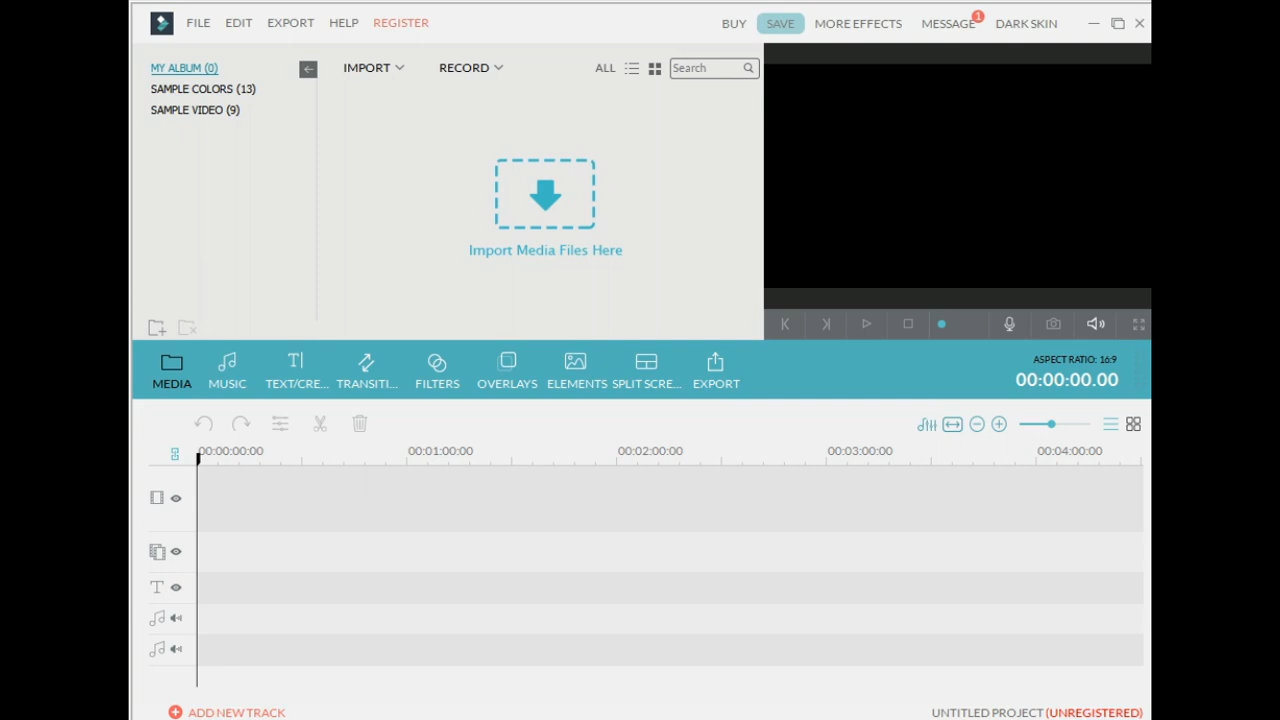 FILE EDIT EXPORT HELP REGISTER BUY SAVE MORE EFFECTS MESSAGE 1 DARK SKIN
MY ALBUM (0) IMPORT RECORD ALL Search
SAMPLE COLORS (13)
SAMPLE VIDEO (9)
Import Media Files Here
ASPECT RATIO: 16:9
MEDIA MUSIC TEXT/CRE... TRANSITI... FILTERS OVERLAYS ELEMENTS SPLIT SCRE... EXPORT 00:00:00.00
00:00:00:00 00:01:00:00 00:02:00:00 00:03:00:00 00:04:00:00
ADD NEW TRACK UNTITLED PROJECT (UNREGISTERED)